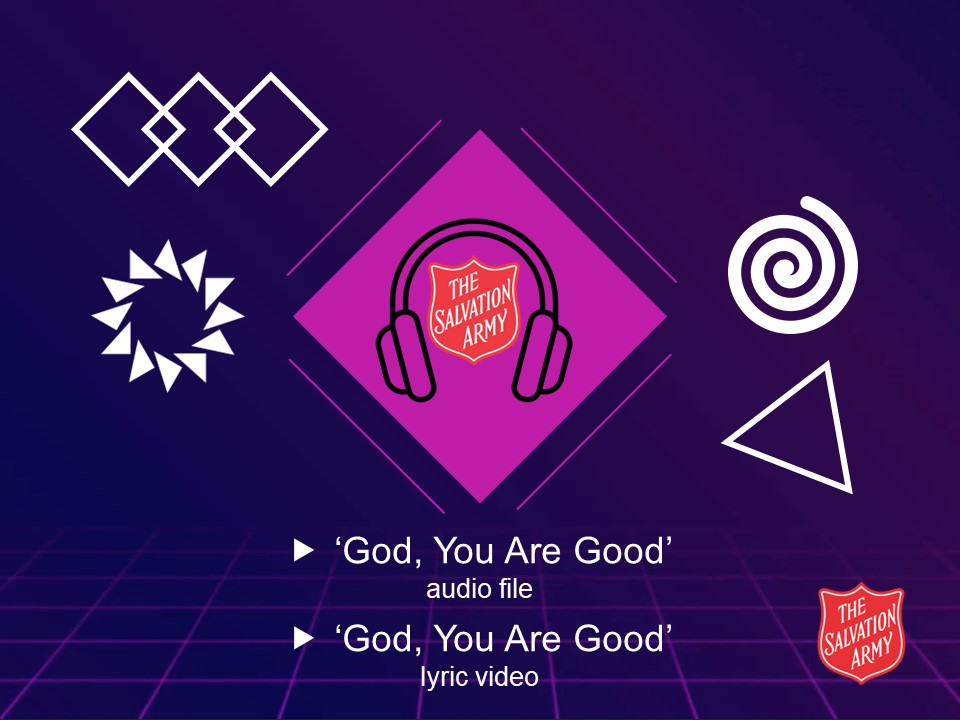 THE
SALVATION
ARMY
‘God, You Are Good’
audio file
‘God, You Are Good’
lyric video
THE
SALVATION
ARMY